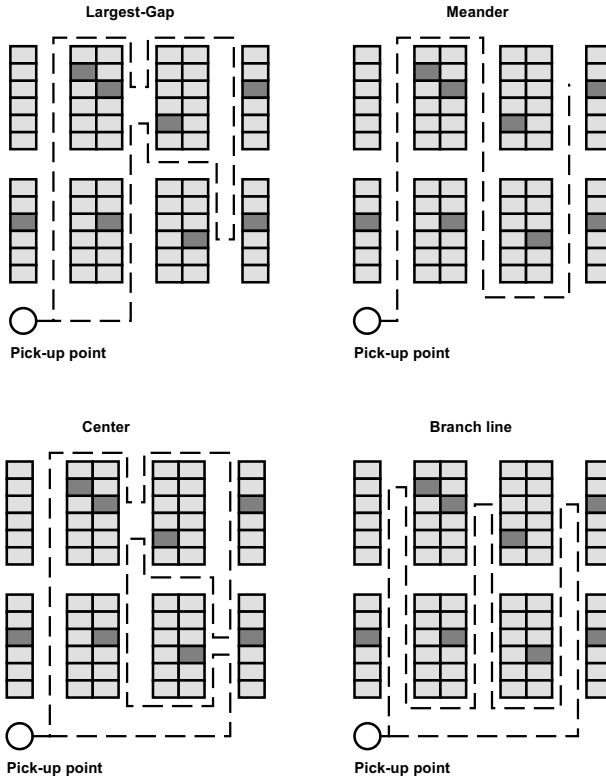 Largest-Gap
Meander
Pick-up point
Pick-up point
Center
Branch line
Pick-up point
Pick-up point